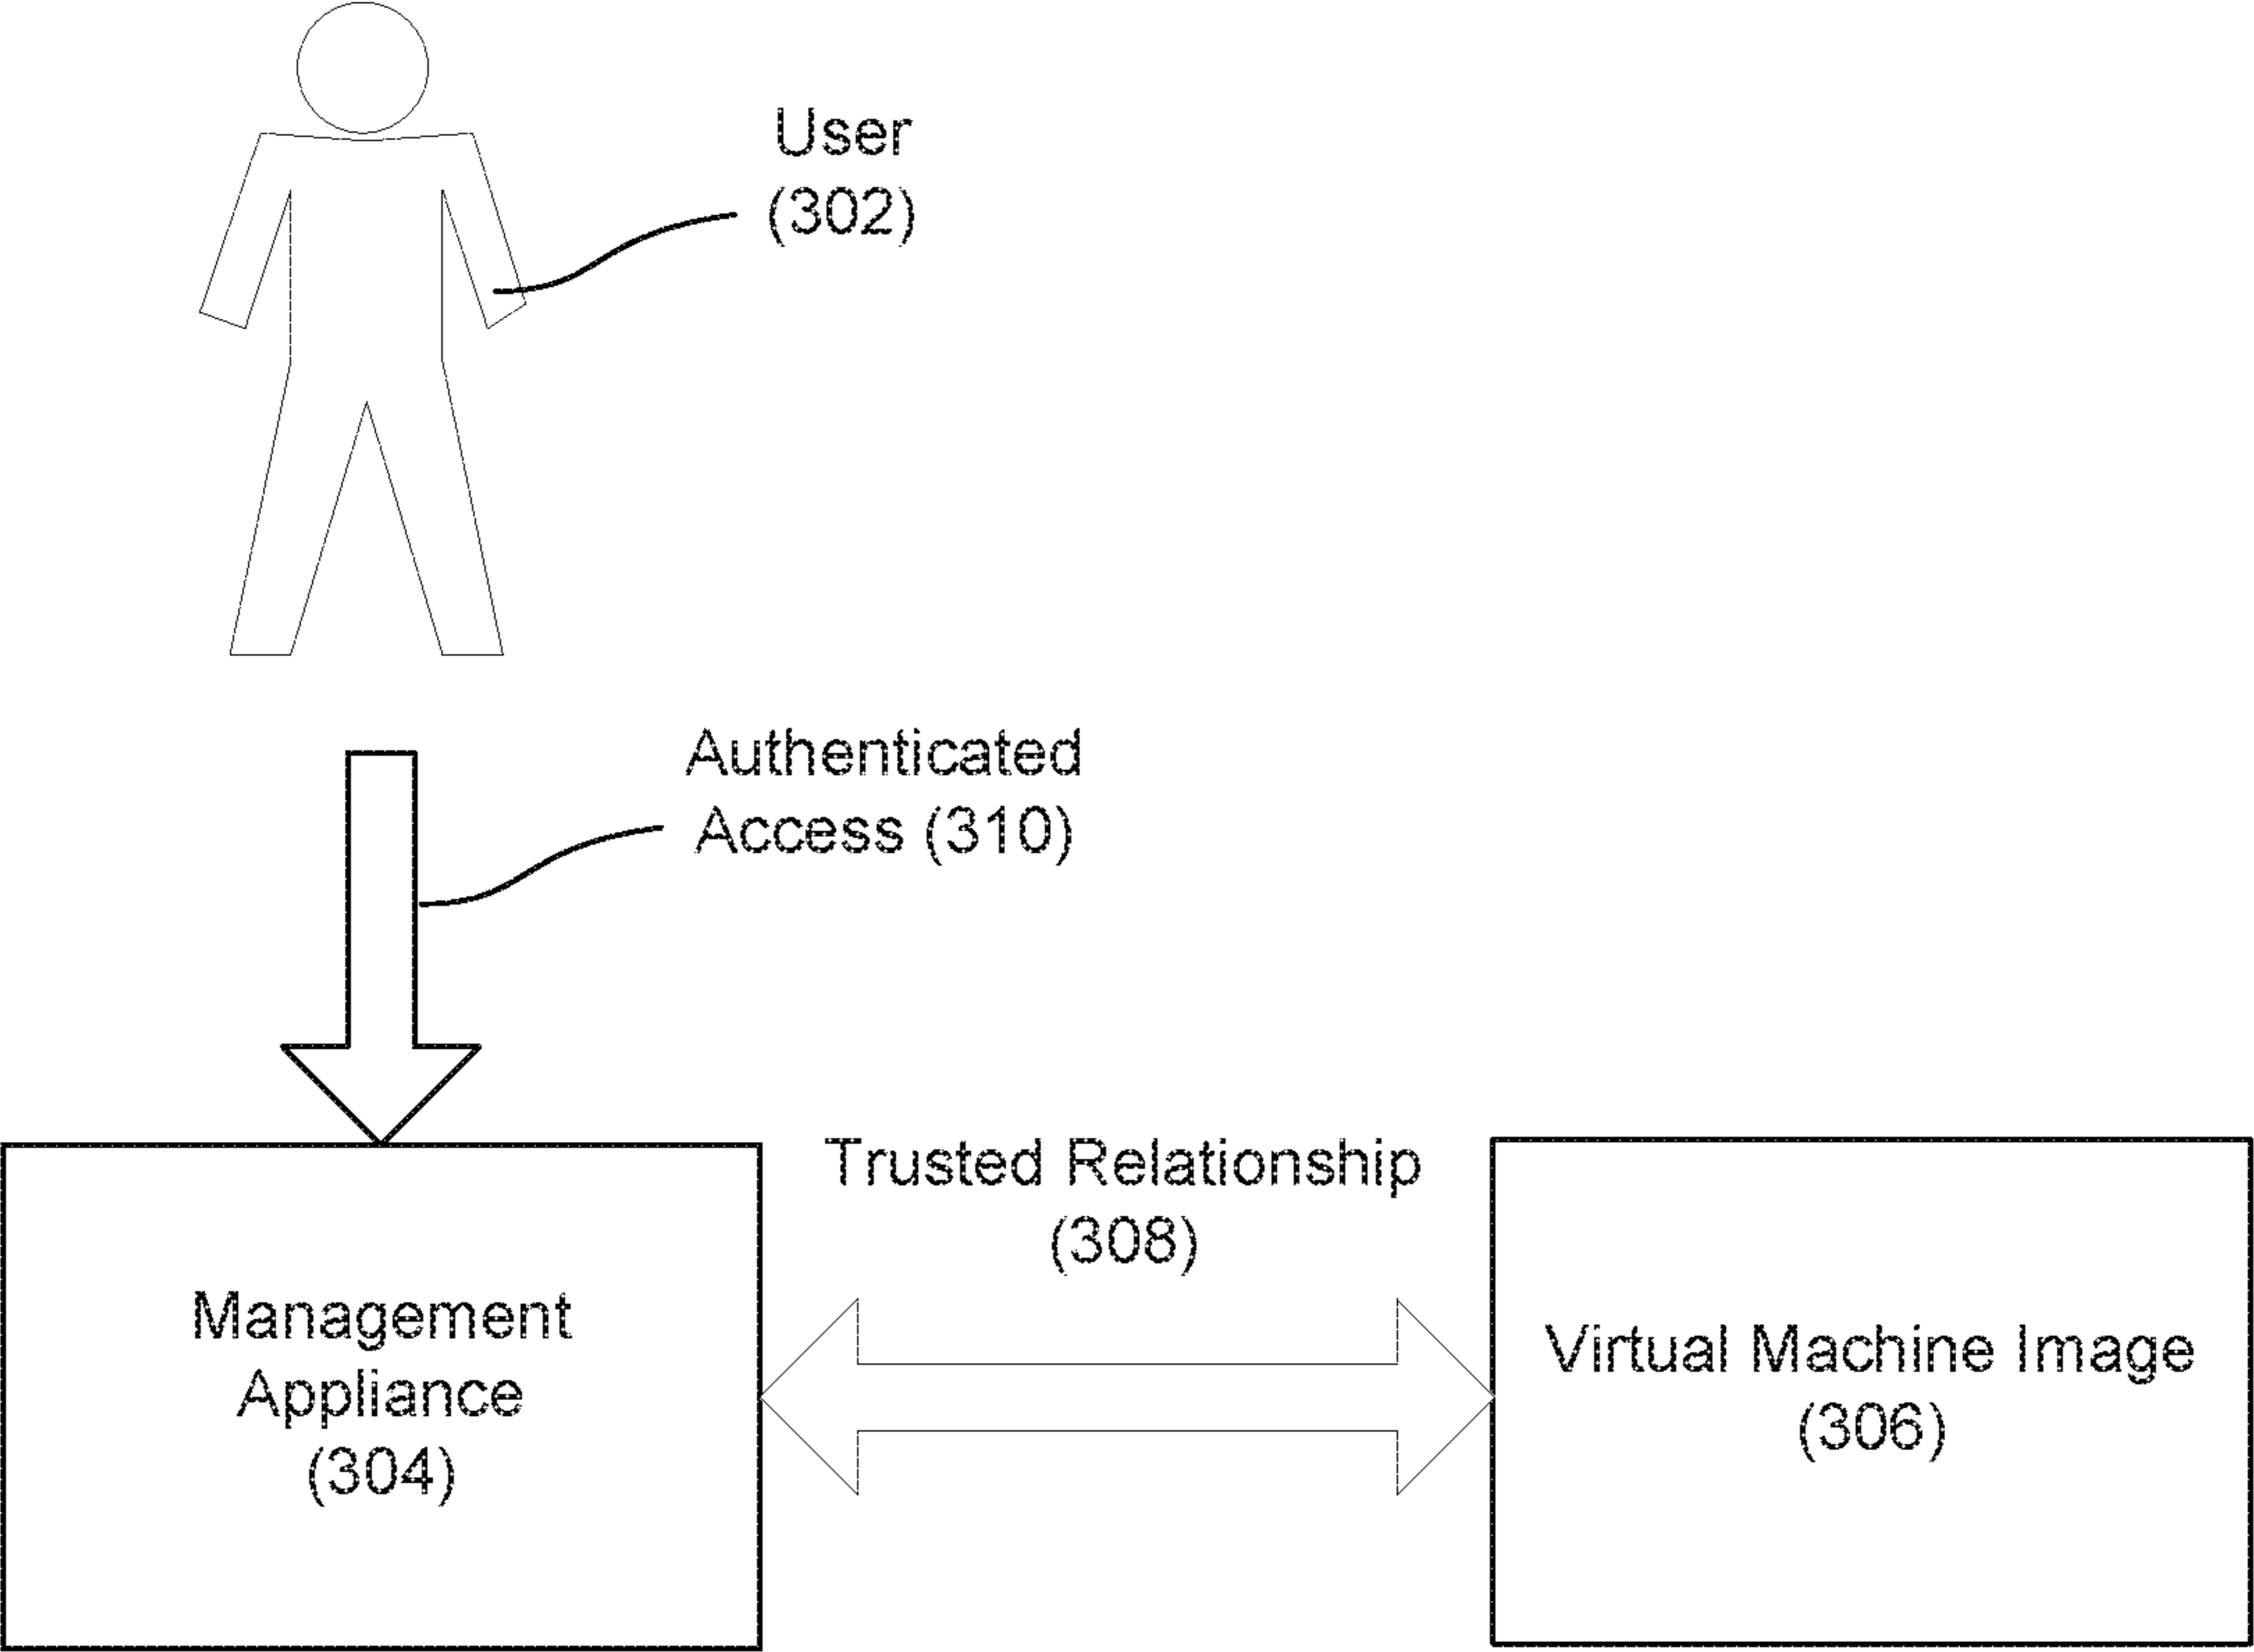 User
(302)
Authenticated
Access (310)
Trusted Relationship
(308)
Management
Appliance
(304)
Virtual Machine Image
(306)